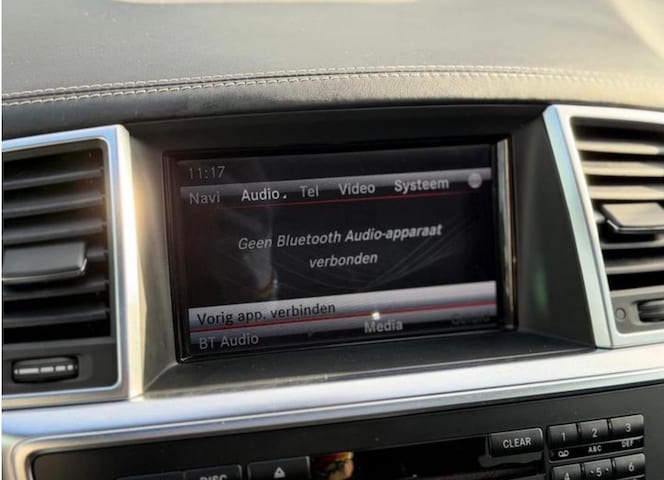 11:17
Navi Audio Tel Video Systeem
Geen Bluetooth Audio-apparaat
verbonden
Vorig app. verbinden
BT Audio Media
CLEAR 1 2 ABC 3 DEF
DISC 4 5 6